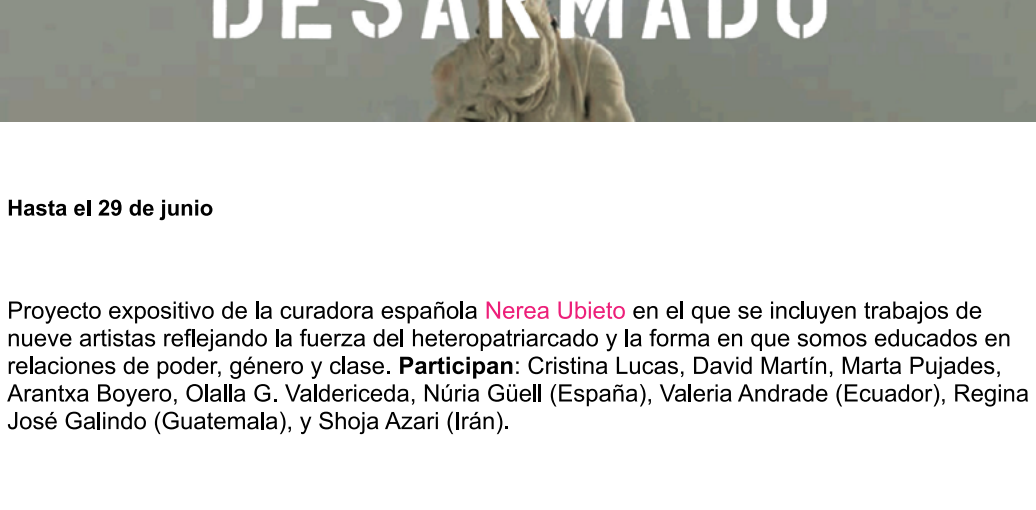 DESARMADO
Hasta el 29 de junio
Proyecto expositivo de la curadora española Nerea Ubieto en el que se incluyen trabajos de
nueve artistas reflejando la fuerza del heteropatriarcado y la forma en que somos educados en
relaciones de poder, género y clase. Participan: Cristina Lucas, David Martín, Marta Pujades,
Arantxa Boyero, Olalla G. Valdericeda, Núria Güell (España), Valeria Andrade (Ecuador), Regina
José Galindo (Guatemala), y Shoja Azari (Irán).